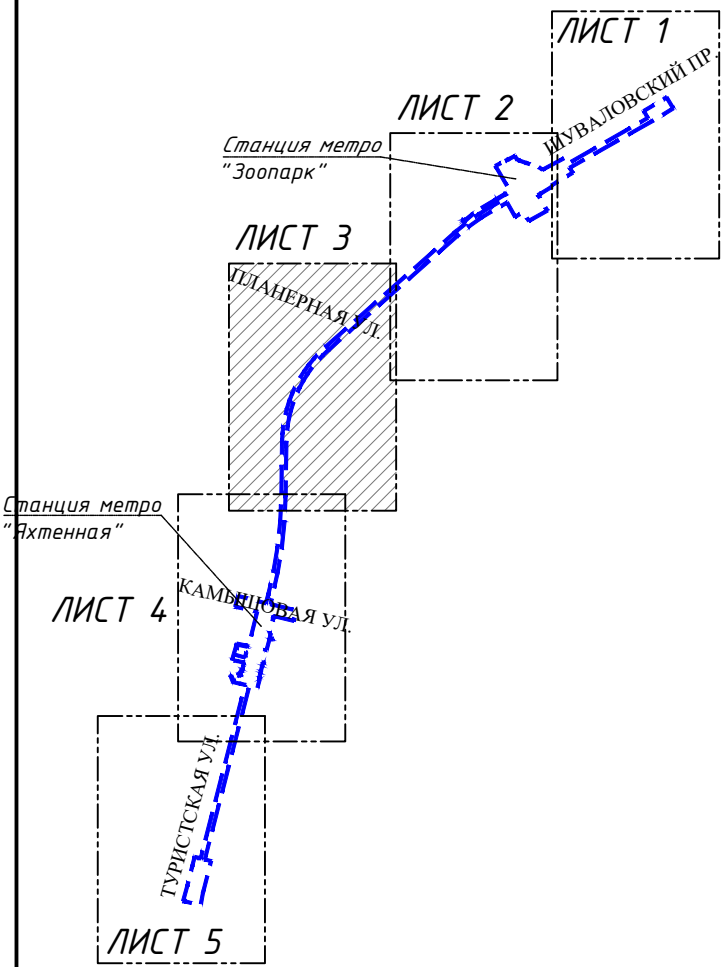 ЛИСТ 1
ШУВАЛОВСКИЙ ПР.
ЛИСТ 2
Станция метро
"Зоопарк"
ЛИСТ 3
ПЛАНЕРНАЯ УЛ.
Станция метро
"Яхтенная"
КАМЫШОВАЯ УЛ.
ЛИСТ 4
ТУРИСТСКАЯ УЛ.
ЛИСТ 5